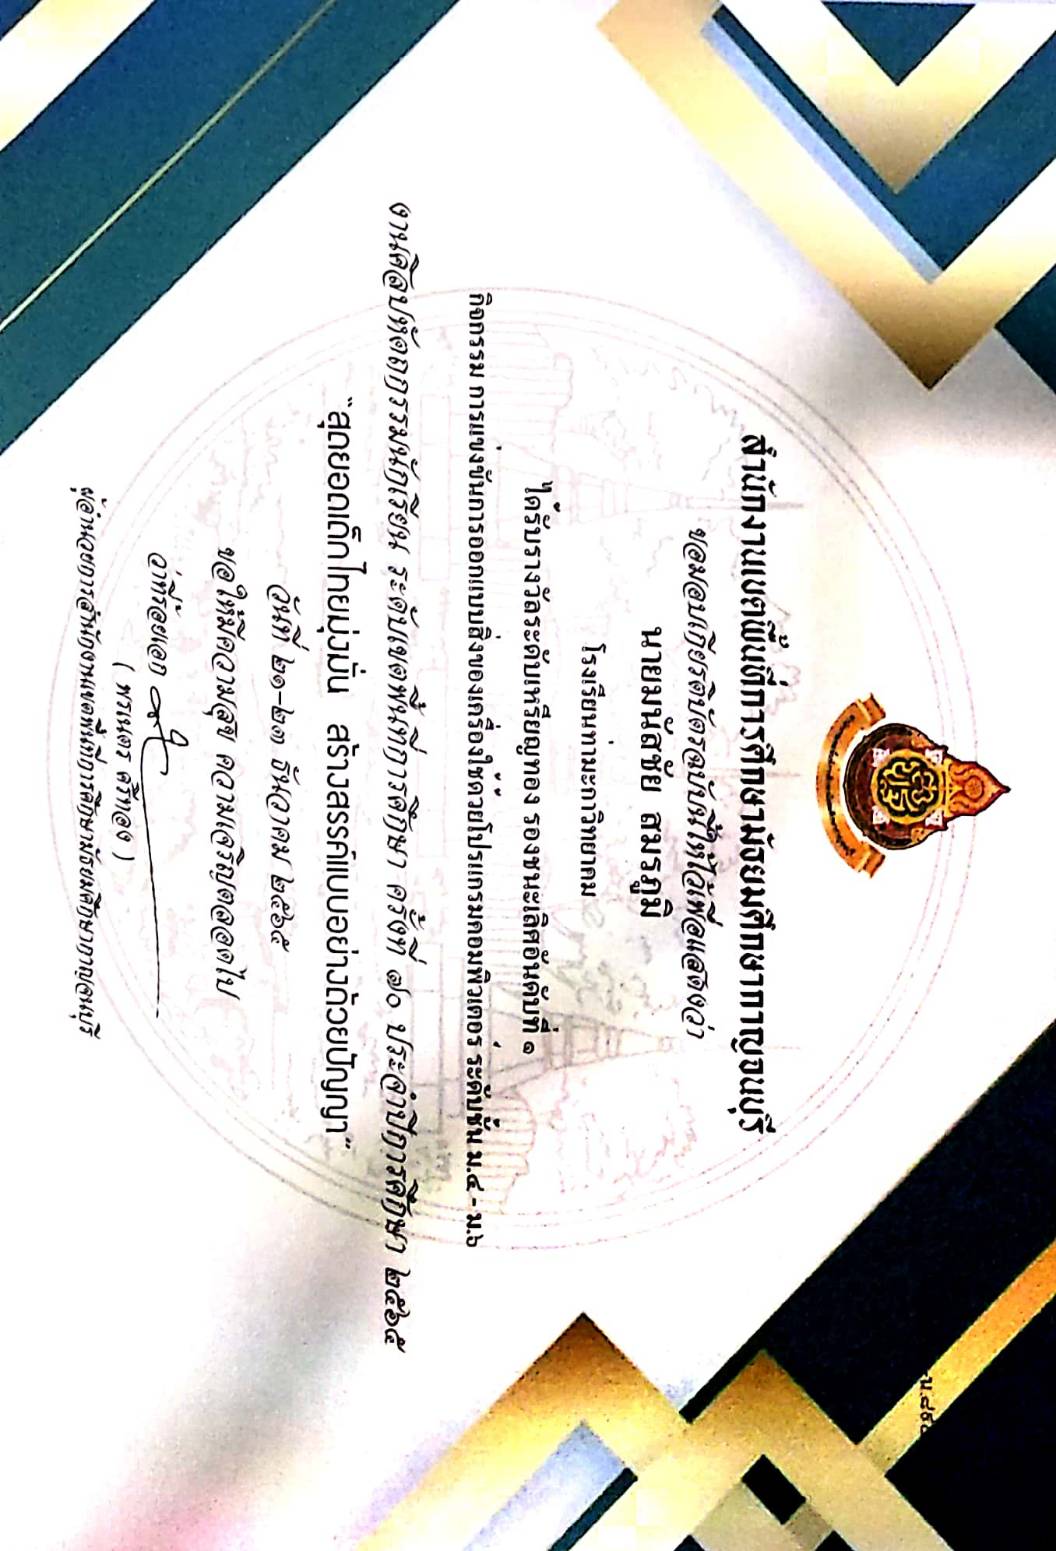 สำนักงานเขตพื้นที่การศึกษามัธยมศึกษากาญจนบุรี
ขอมอบเกียรติบัตรฉบับนี้ให้ไว้เพื่อแสดงว่า
นายมนัสชัย สมรภูมิ
โรงเรียนท่ามะกาวิทยาคม
ได้รับรางวัลระดับเหรียญทอง รองชนะเลิศอันดับที่ ๑
กิจกรรม การแข่งขันการออกแบบสิ่งของเครื่องใช้ด้วยโปรแกรมคอมพิวเตอร์ ระดับชั้น ม.๔ - ม.๖
งานศิลปหัตถกรรมนักเรียน ระดับเขตพื้นที่การศึกษา ครั้งที่ ๗๐ ประจำปีการศึกษา ๒๕๖๕
"สุดยอดเด็กไทยมุ่งมั่น สร้างสรรค์แบบอย่างด้วยปัญญา"
วันที่ ๒๑-๒๓ ธันวาคม ๒๕๖๕
ขอให้มีความสุข ความเจริญตลอดไป
ว่าที่ร้อยเอก
( พรเนตร ศรีทอง )
ผู้อำนวยการสำนักงานเขตพื้นที่การศึกษามัธยมศึกษากาญจนบุรี